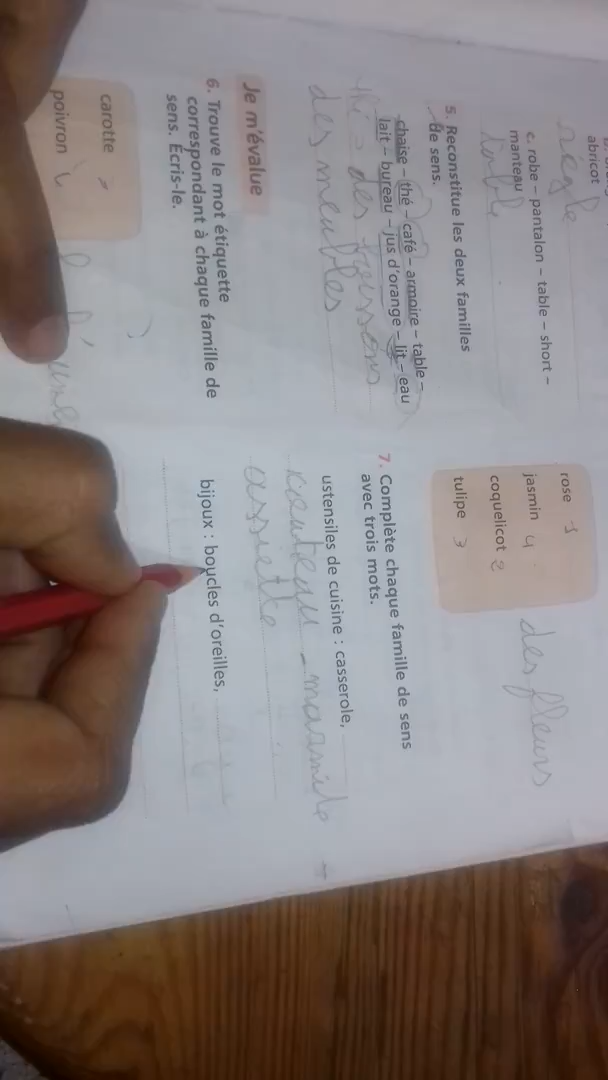 abricot
règle
c. robe – pantalon – table – short –
manteau
table
5. Reconstitue les deux familles
de sens.
chaise – thé – café – armoire – table –
lait – bureau – jus d'orange – lit – eau
des
des meubles
Je m'évalue
6. Trouve le mot étiquette
correspondant à chaque famille de
sens. Écris-le.
carotte
poivron
rose 1
jasmin 4
coquelicot 2
tulipe 3
des fleurs
7. Complète chaque famille de sens
avec trois mots.
ustensiles de cuisine : casserole,
couteau – marmite
assiette
bijoux : boucles d'oreilles,